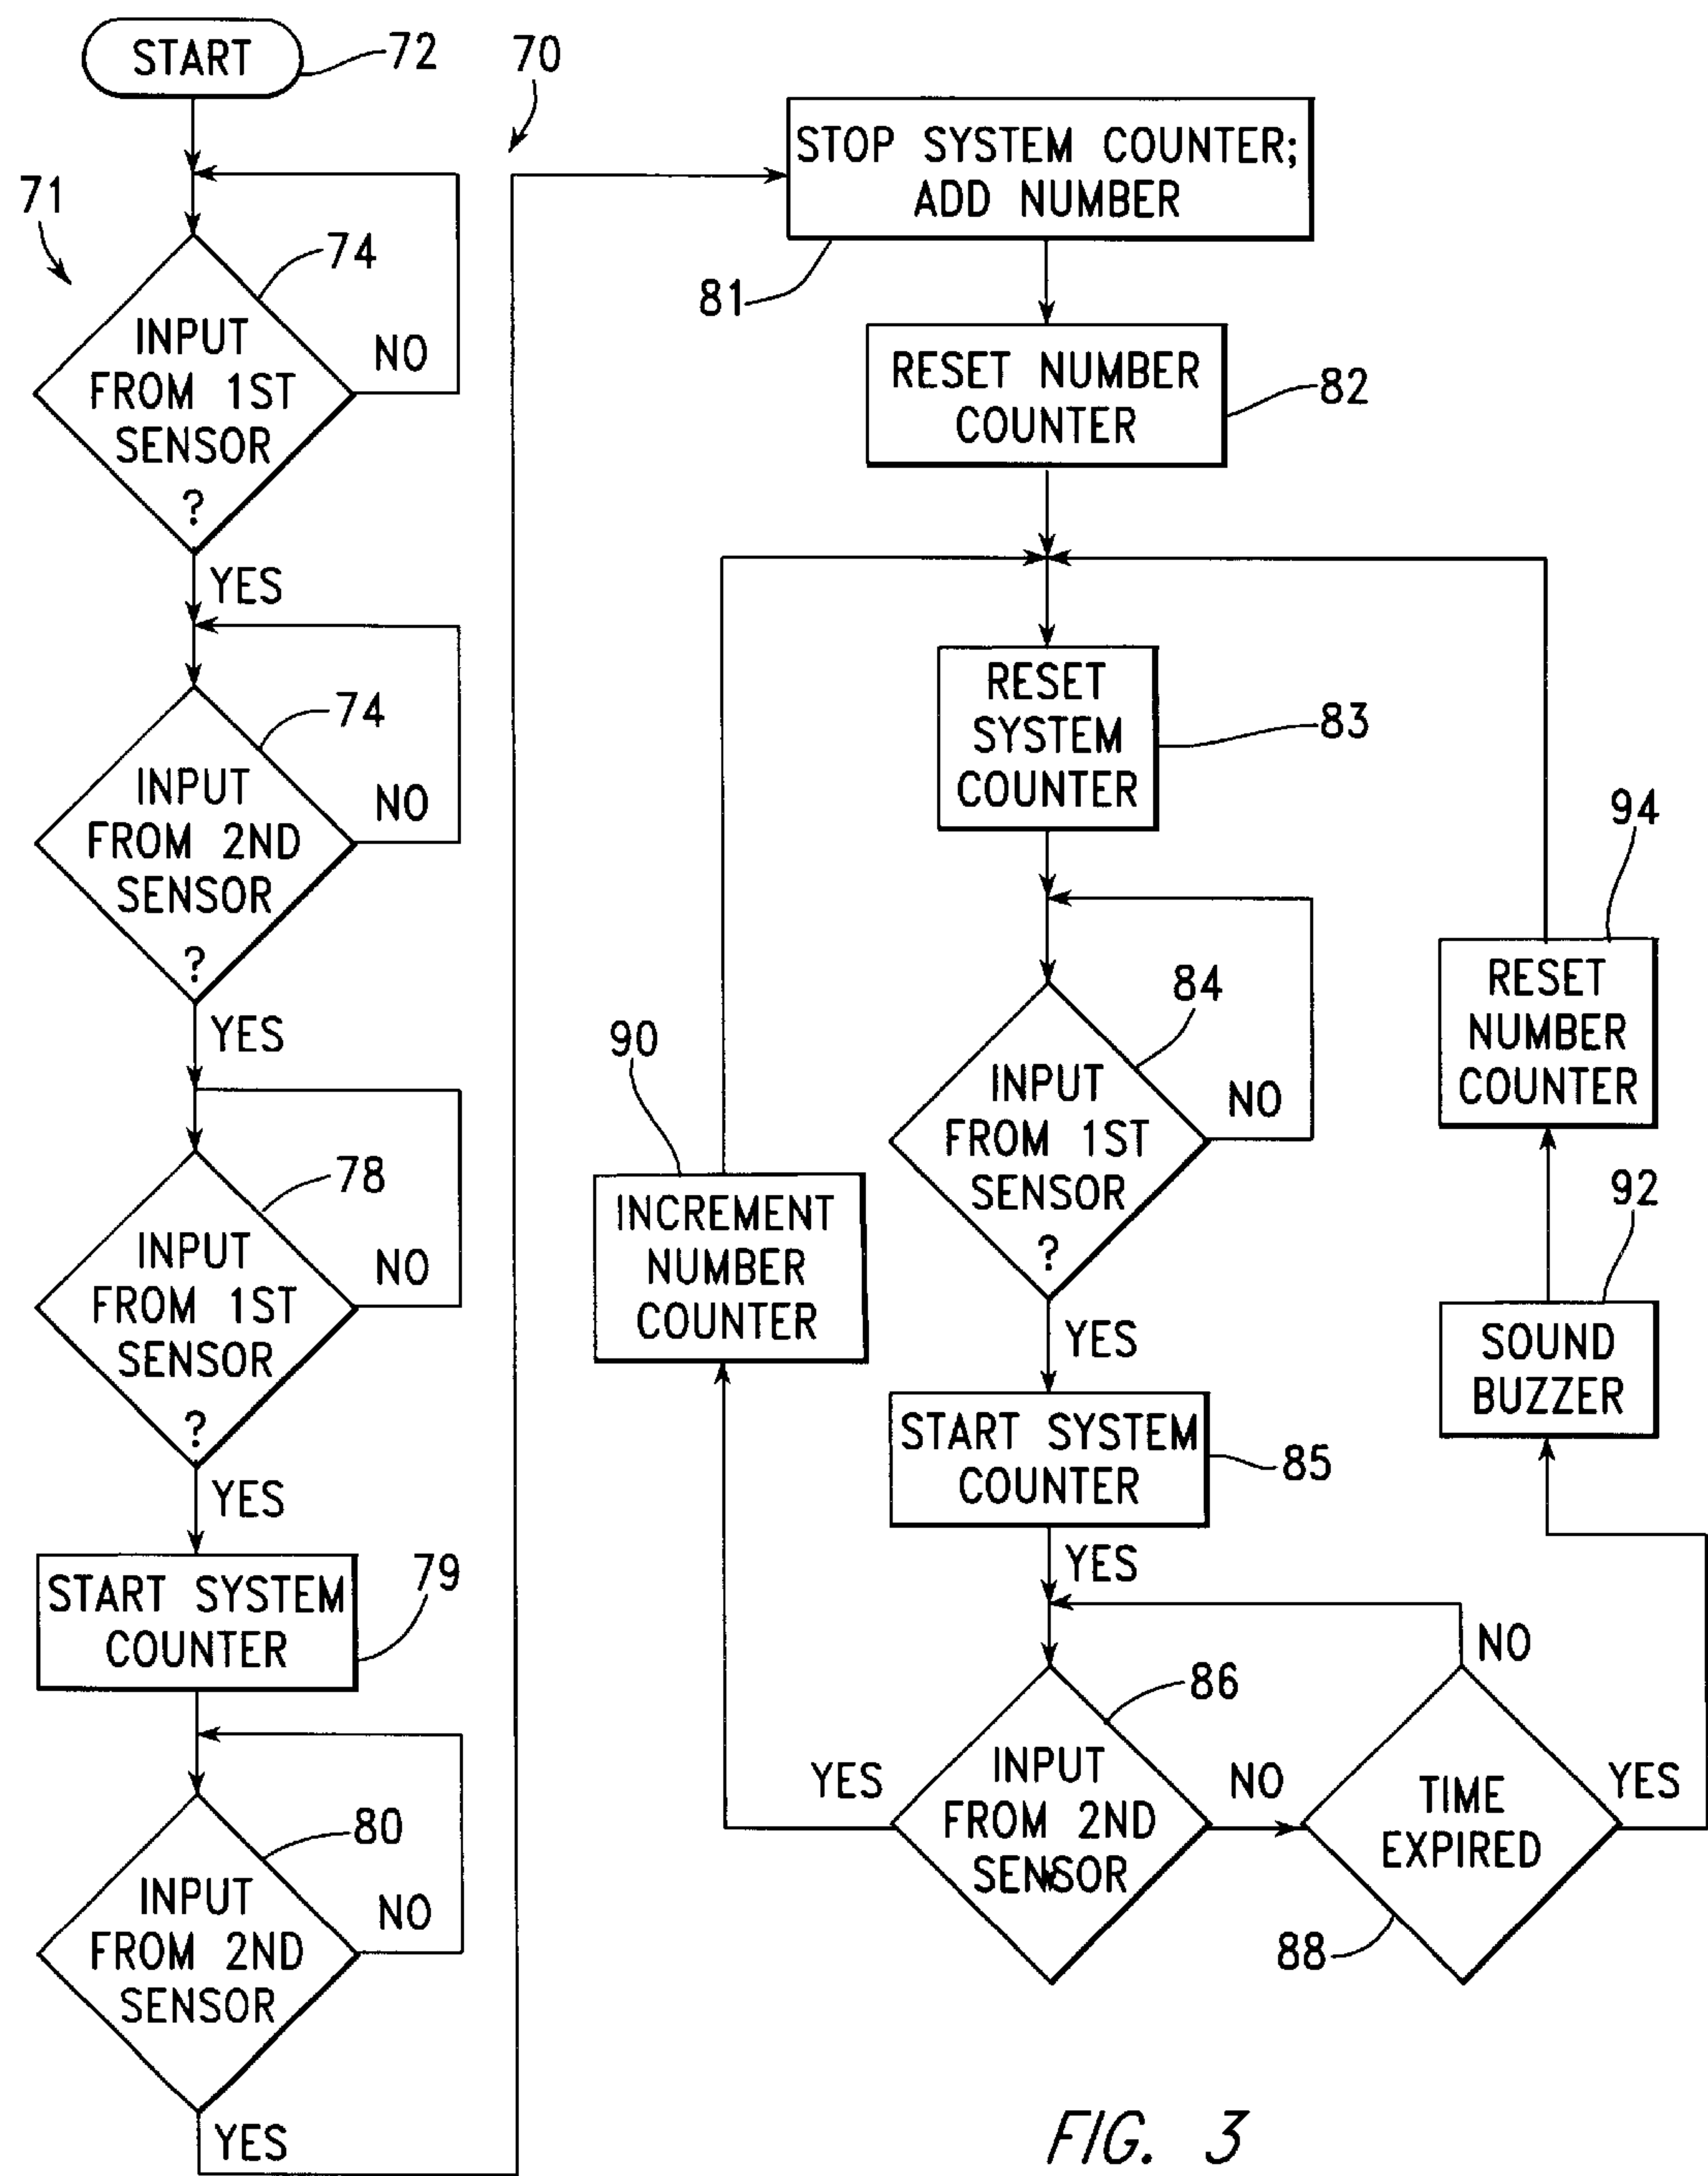 START
72
70
71
INPUT
FROM 1ST
SENSOR
?
74
NO
YES
INPUT
FROM 2ND
SENSOR
?
74
NO
YES
INPUT
FROM 1ST
SENSOR
?
78
NO
YES
START SYSTEM
COUNTER
79
INPUT
FROM 2ND
SENSOR
80
NO
YES
STOP SYSTEM COUNTER;
ADD NUMBER
81
RESET NUMBER
COUNTER
82
RESET
SYSTEM
COUNTER
83
INPUT
FROM 1ST
SENSOR
?
84
NO
YES
START SYSTEM
COUNTER
85
YES
INPUT
FROM 2ND
SENSOR
86
YES
NO
TIME
EXPIRED
88
NO
YES
90
INCREMENT
NUMBER
COUNTER
92
SOUND
BUZZER
94
RESET
NUMBER
COUNTER
FIG. 3